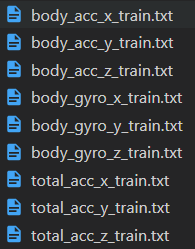 body_acc_x_train.txt
body_acc_y_train.txt
body_acc_z_train.txt
body_gyro_x_train.txt
body_gyro_y_train.txt
body_gyro_z_train.txt
total_acc_x_train.txt
total_acc_y_train.txt
total_acc_z_train.txt